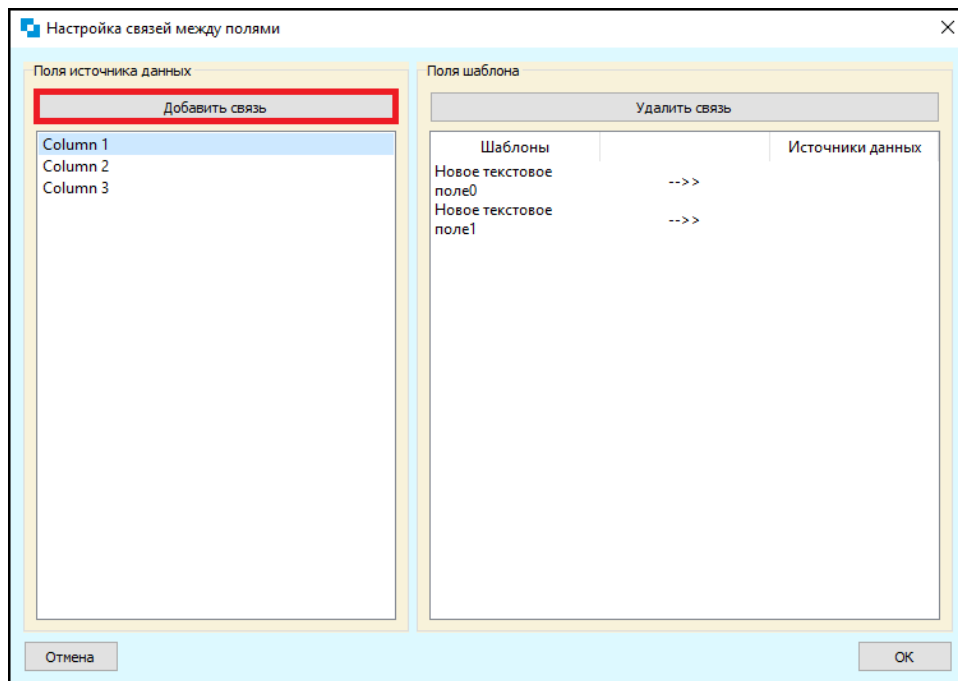 Настройка связей между полями
Поля источника данных
Добавить связь
Column 1
Column 2
Column 3
Поля шаблона
Удалить связь
Шаблоны Источники данных
Новое текстовое
поле0
-->>
Новое текстовое
поле1
-->>
Отмена
OK